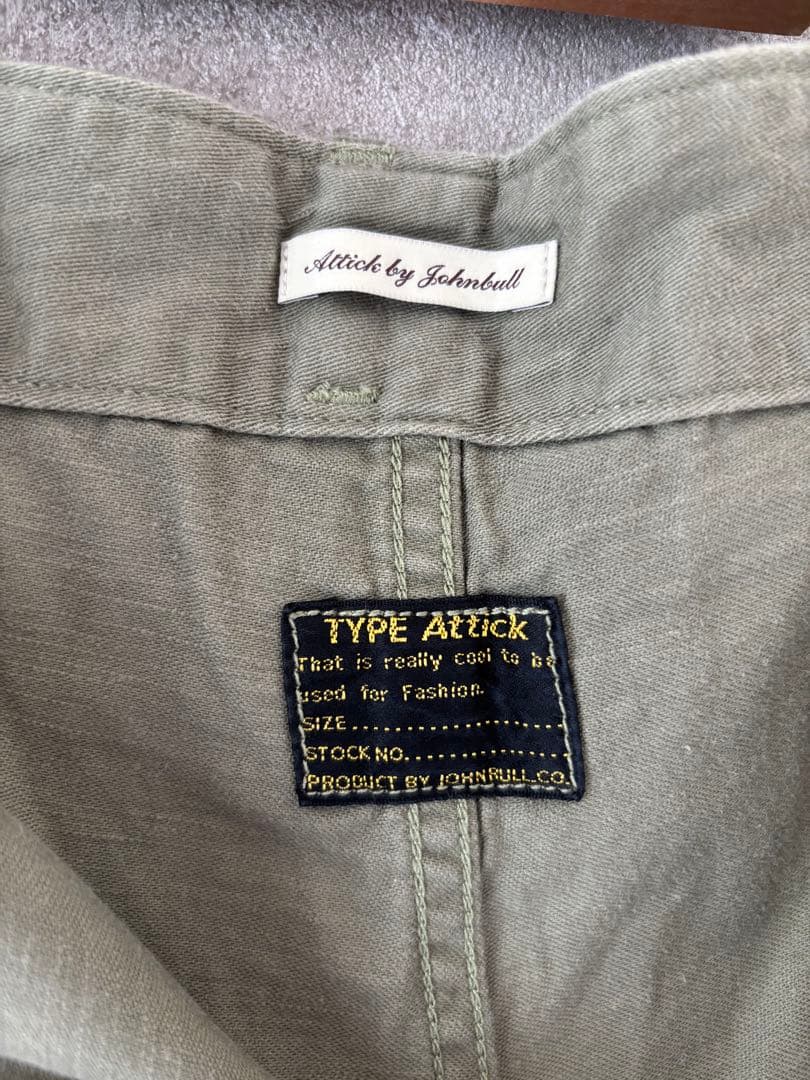 Attick by Johnbull
TYPE Attick
That is really cool to be
used for Fashion.
SIZE......................
STOCK NO.................
PRODUCT BY JOHNBULL.CO.